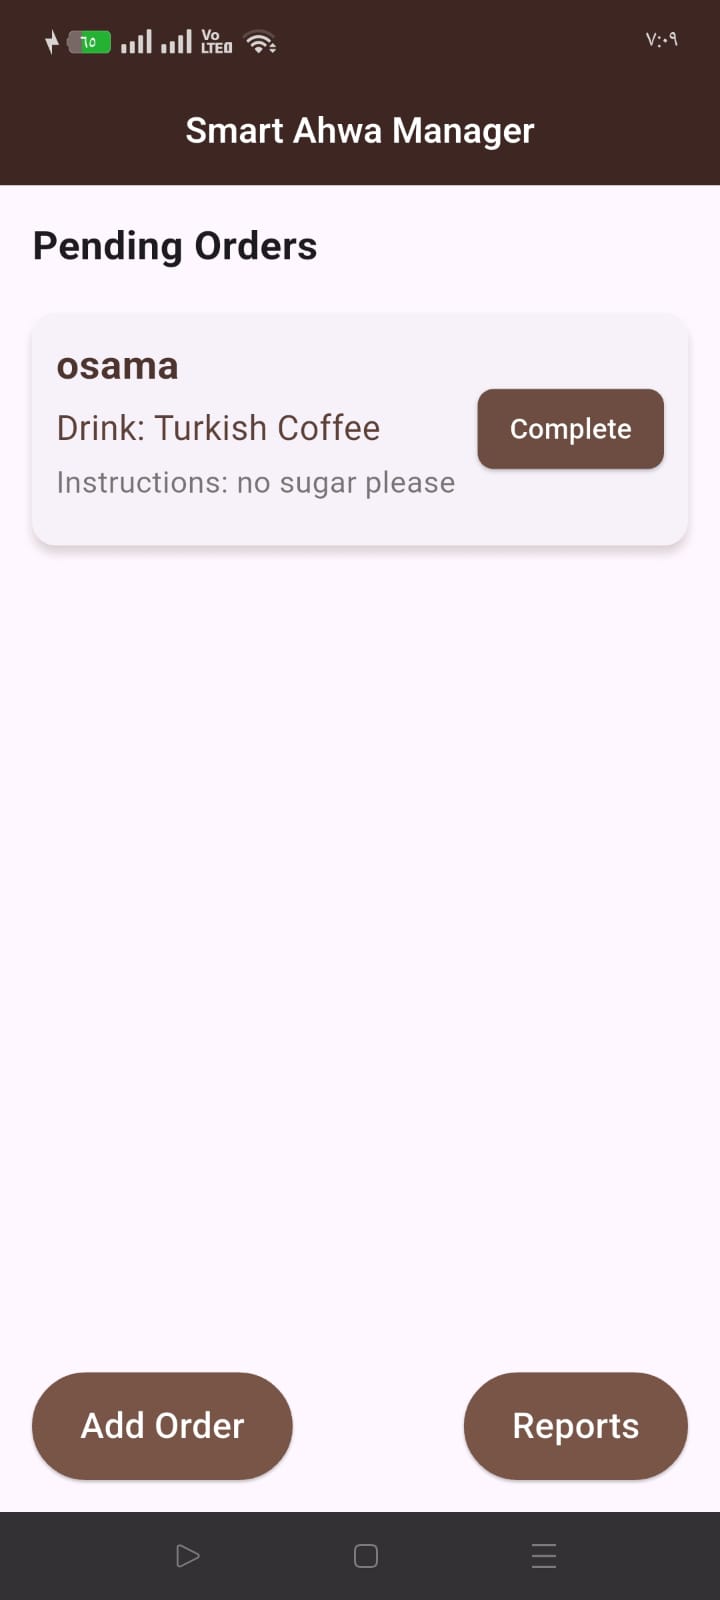 ٦٥ Vo LTE ٧:٠٩
Smart Ahwa Manager
Pending Orders
osama
Drink: Turkish Coffee
Complete
Instructions: no sugar please
Add Order
Reports